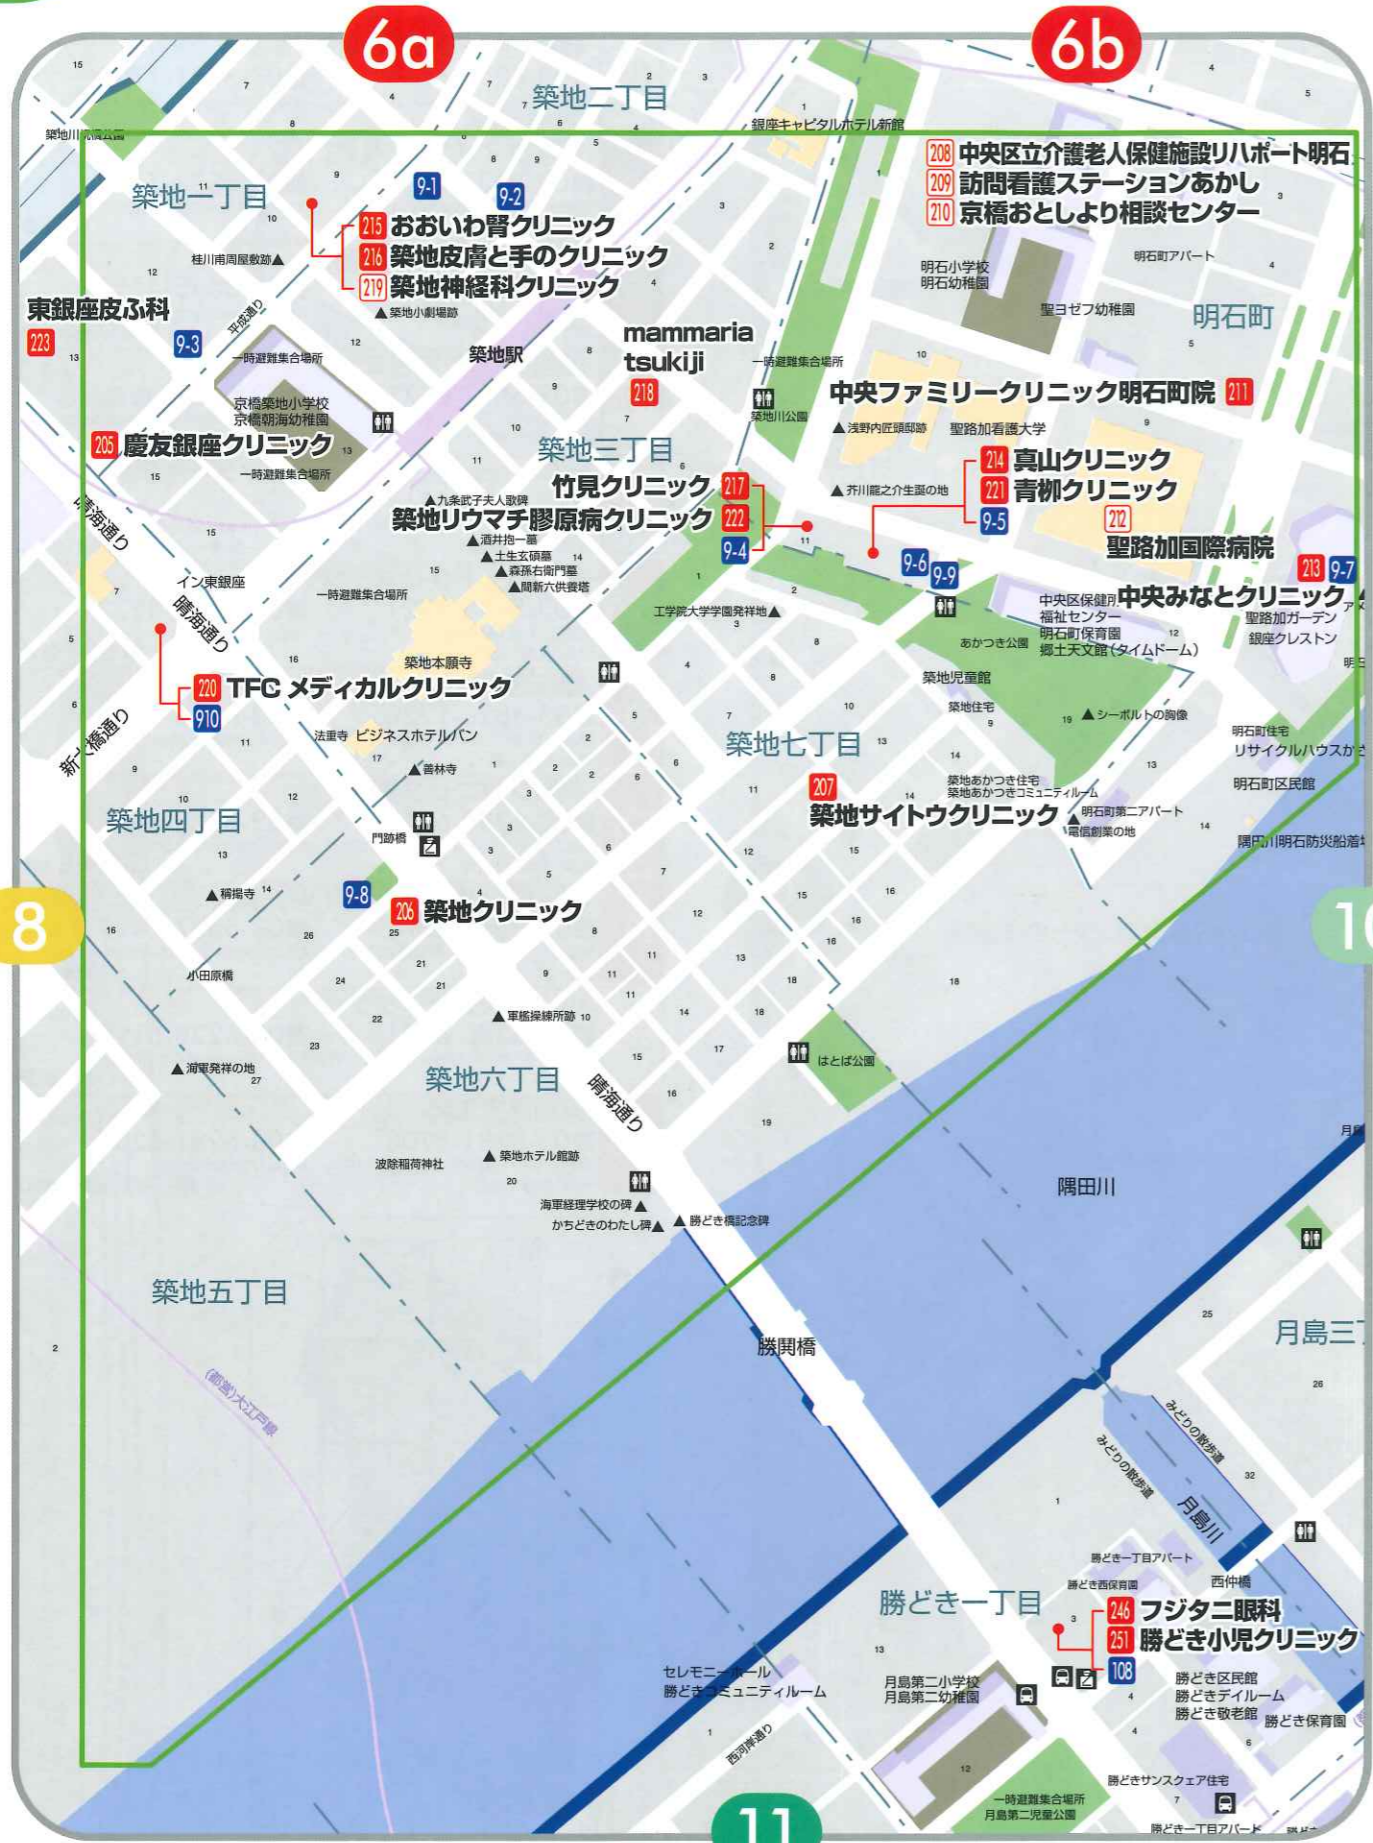 6a
6b
築地二丁目
銀座キャピタルホテル新館
築地一丁目
9-1
9-2
215 おおいわ腎クリニック
216 築地皮膚と手のクリニック
219 築地神経科クリニック
▲築地小劇場跡
桂川甫周屋敷跡▲
208 中央区立介護老人保健施設リハポート明石
209 訪問看護ステーションあかし
210 京橋おとしより相談センター
明石小学校
明石幼稚園
明石町アパート
聖ヨゼフ幼稚園
明石町
東銀座皮ふ科
223
9-3
平成通り
一時避難集合場所
京橋築地小学校
京橋朝海幼稚園
築地駅
mammaria
tsukiji
218
一時避難集合場所
築地川公園
中央ファミリークリニック明石町院 211
▲浅野内匠頭邸跡
聖路加看護大学
205 慶友銀座クリニック
一時避難集合場所
晴海通り
築地三丁目
竹見クリニック 217
築地リウマチ膠原病クリニック 222
9-4
▲九条武子夫人歌碑
▲酒井抱一墓
▲土生玄碩墓
▲森孫右衛門墓
▲間新六供養塔
▲芥川龍之介生誕の地
214 真山クリニック
221 青柳クリニック
9-5
212
聖路加国際病院
213 9-7
中央みなとクリニック
9-6
9-9
イン東銀座
晴海通り
一時避難集合場所
築地本願寺
工学院大学学園発祥地▲
中央区保健所
福祉センター
明石町保育園
郷土天文館(タイムドーム)
聖路加ガーデン
銀座クレストン
あかつき公園
築地児童館
築地住宅
▲シーボルトの胸像
220 TFC メディカルクリニック
910
新大橋通り
法重寺
ビジネスホテルバン
▲善林寺
築地七丁目
207
築地サイトウクリニック
築地あかつき住宅
築地あかつきコミュニティルーム
明石町第二アパート
電信創業の地
明石町住宅
明石町区民館
築地四丁目
門跡橋
▲稱揚寺
9-8
206 築地クリニック
8
小田原橋
▲軍艦操練所跡
▲海軍発祥の地
築地六丁目
晴海通り
はとば公園
波除稲荷神社
▲築地ホテル館跡
海軍経理学校の碑▲
かちどきのわたし碑▲
▲勝どき橋記念碑
隅田川
築地五丁目
(都営)大江戸線
勝鬨橋
みどりの散歩道
みどりの散歩道
月島川
勝どき一丁目アパート
勝どき西保育園
西仲橋
勝どき一丁目
246 フジタニ眼科
251 勝どき小児クリニック
108
セレモニーホール
勝どきコミュニティルーム
月島第二小学校
月島第二幼稚園
勝どき区民館
勝どきデイルーム
勝どき敬老館
勝どき保育園
西河岸通り
勝どきサンスクェア住宅
一時避難集合場所
月島第二児童公園
勝どき一丁目アパート
11